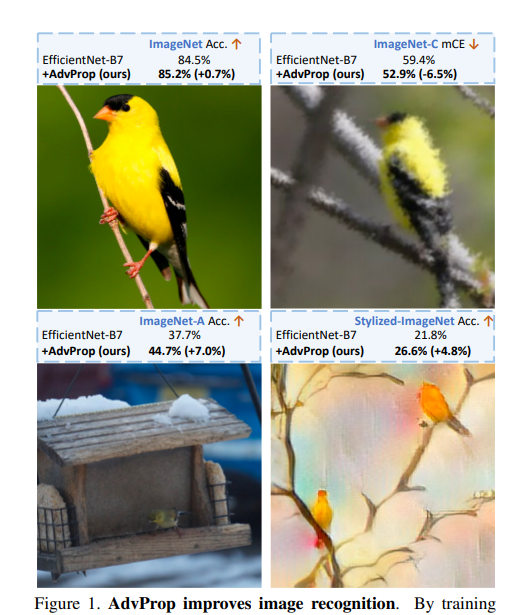 ImageNet Acc. ↑
EfficientNet-B7 84.5%
+AdvProp (ours) 85.2% (+0.7%)
ImageNet-C mCE ↓
EfficientNet-B7 59.4%
+AdvProp (ours) 52.9% (-6.5%)
ImageNet-A Acc. ↑
EfficientNet-B7 37.7%
+AdvProp (ours) 44.7% (+7.0%)
Stylized-ImageNet Acc. ↑
EfficientNet-B7 21.8%
+AdvProp (ours) 26.6% (+4.8%)
Figure 1. AdvProp improves image recognition. By training